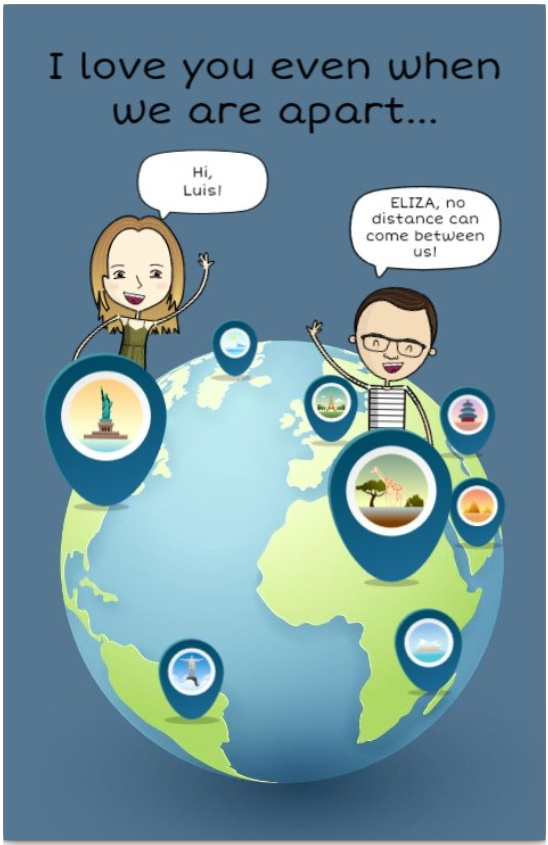 I love you even when
we are apart...
Hi,
Luis!
ELIZA, no
distance can
come between
us!